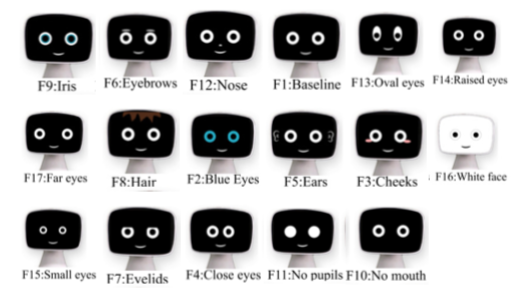 F9:Iris
F6:Eyebrows
F12:Nose
F1:Baseline
F13:Oval eyes
F14:Raised eyes
F17:Far eyes
F8:Hair
F2:Blue Eyes
F5:Ears
F3:Cheeks
F16:White face
F15:Small eyes
F7:Eyelids
F4:Close eyes
F11:No pupils
F10:No mouth